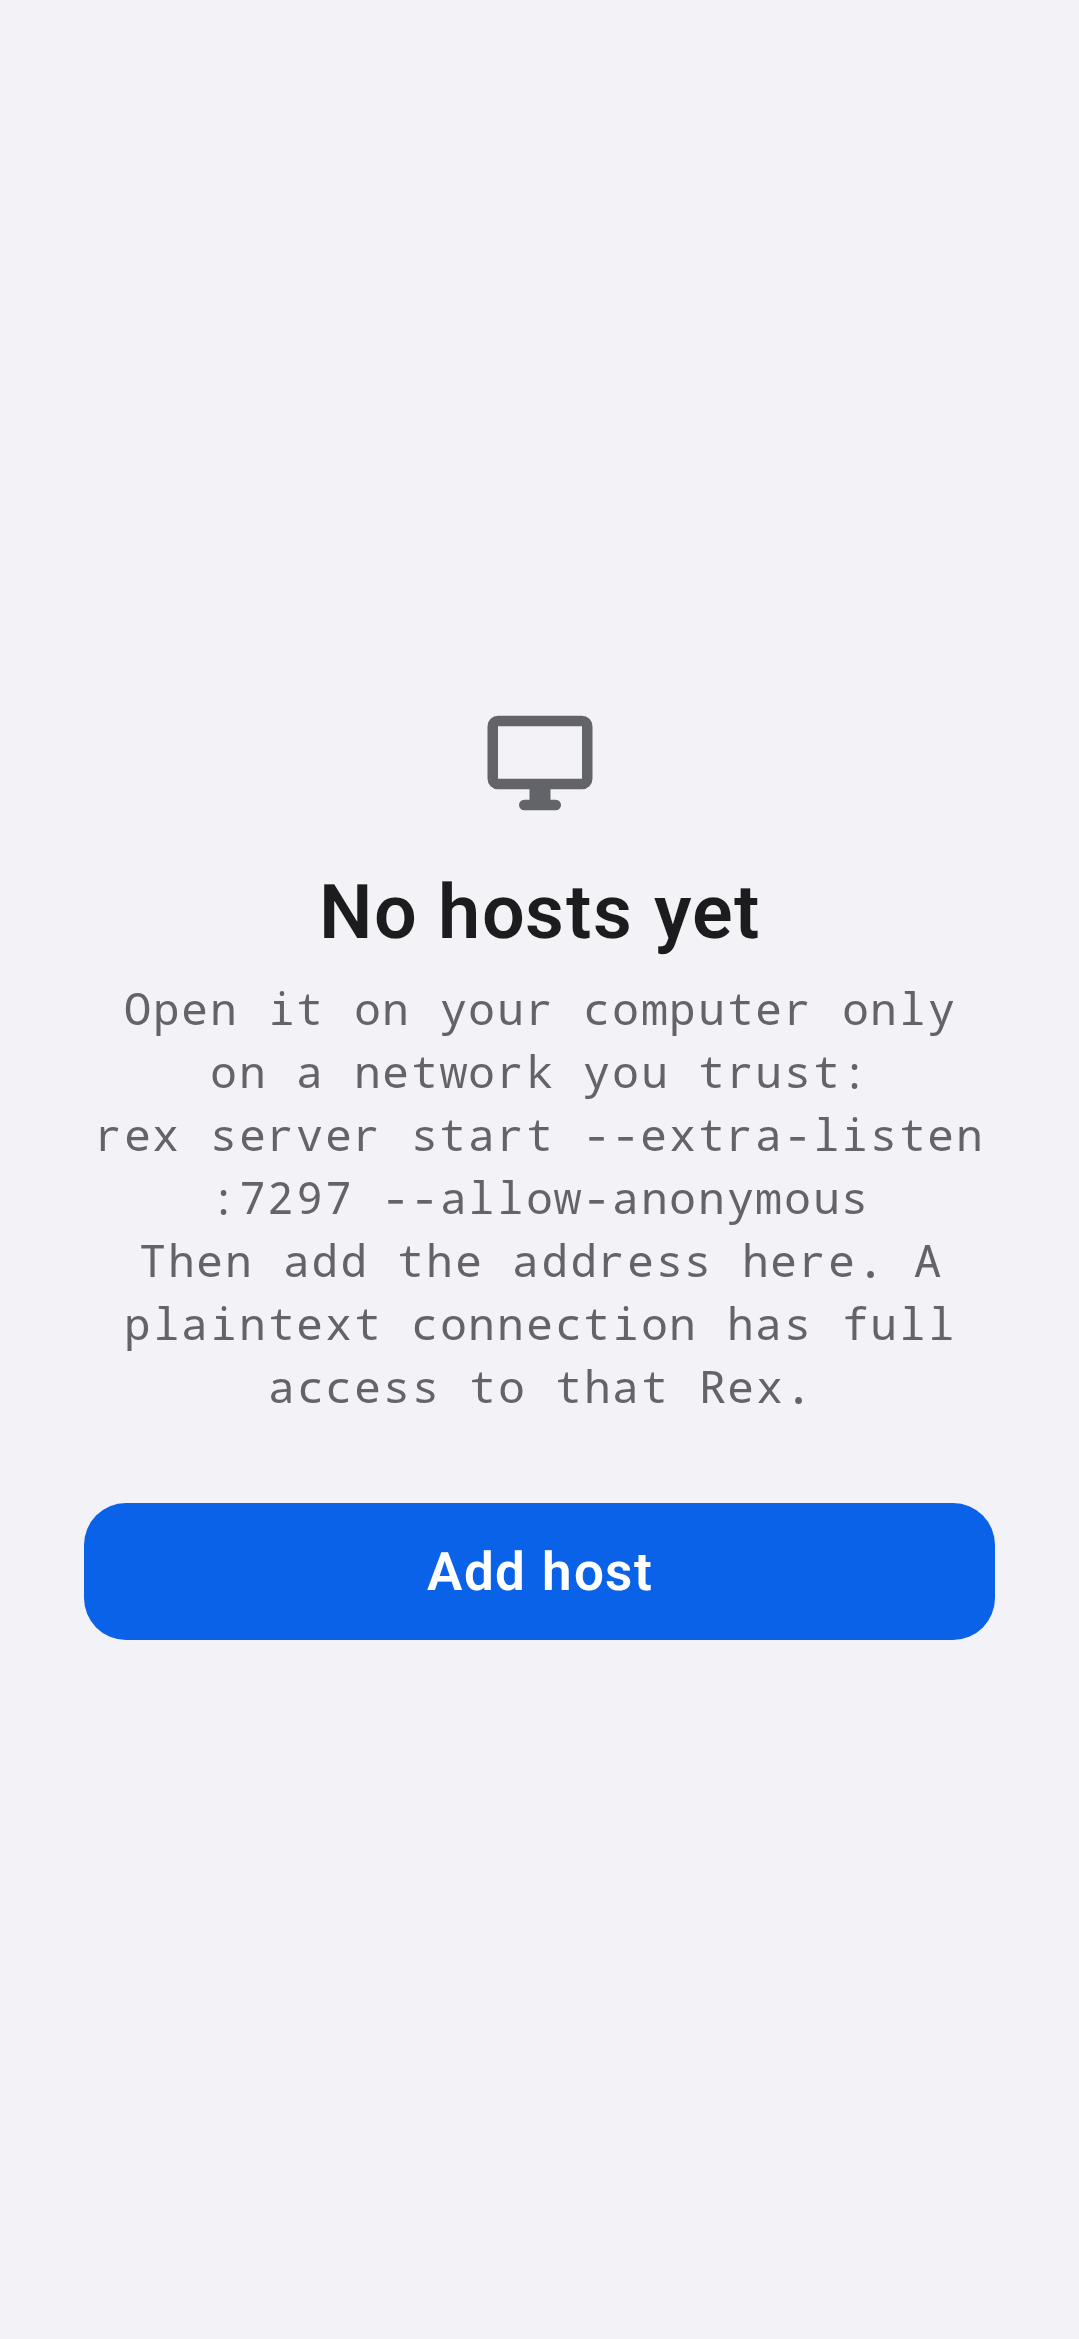 No hosts yet
Open it on your computer only
on a network you trust:
rex server start --extra-listen
:7297 --allow-anonymous
Then add the address here. A
plaintext connection has full
access to that Rex.
Add host